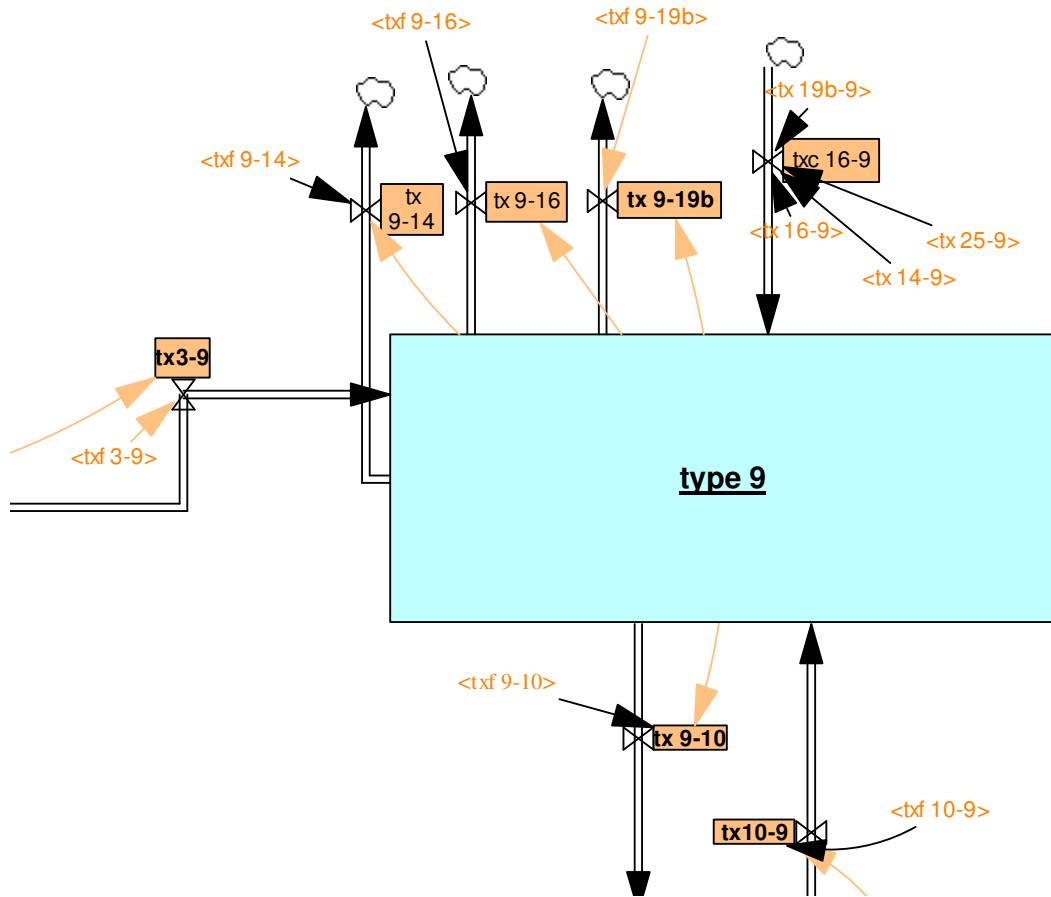 <txf 9-16>
<txf 9-19b>
<tx 19b-9>
<txf 9-14>
txc 16-9
tx
9-14
tx 9-16
tx 9-19b
<tx 16-9>
<tx 25-9>
<tx 14-9>
tx3-9
<txf 3-9>
type 9
<txf 9-10>
tx 9-10
<txf 10-9>
tx10-9